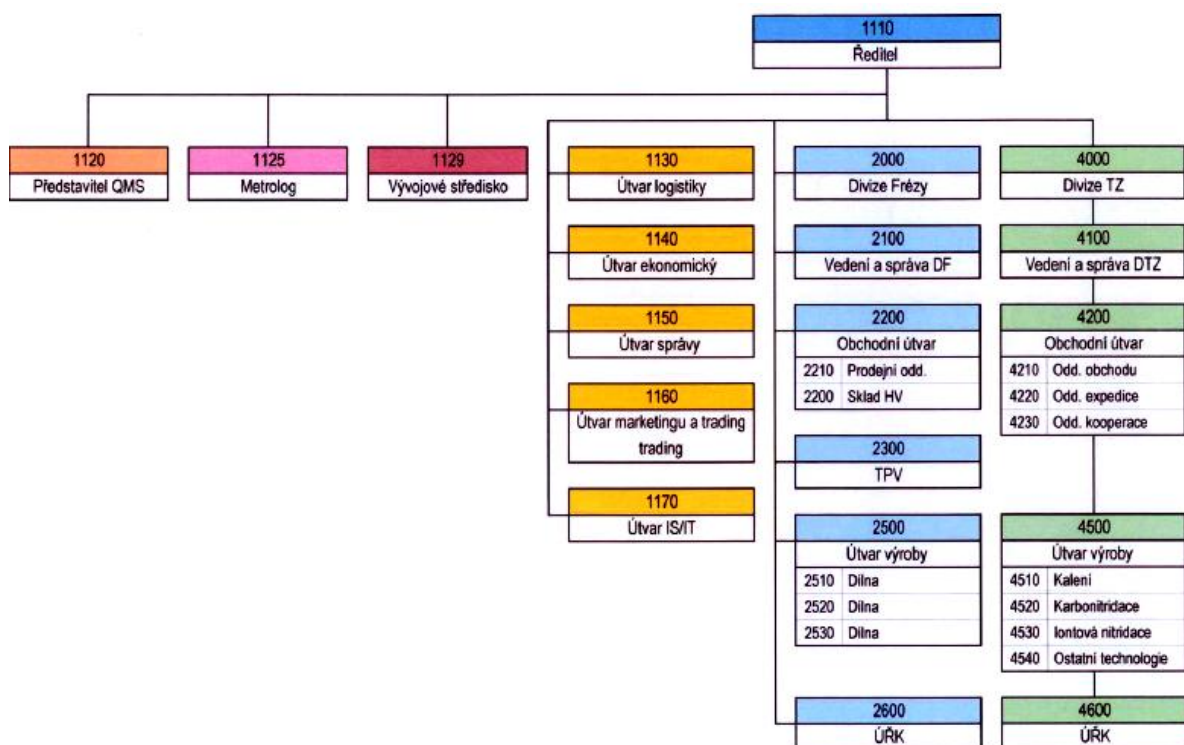 1110
Ředitel
1120
Představitel QMS
1125
Metrolog
1129
Vývojové středisko
1130
Útvar logistiky
1140
Útvar ekonomický
1150
Útvar správy
1160
Útvar marketingu a trading
trading
1170
Útvar IS/IT
2000
Divize Frézy
2100
Vedení a správa DF
2200
Obchodní útvar
2210 Prodejní odd.
2200 Sklad HV
2300
TPV
2500
Útvar výroby
2510 Dílna
2520 Dílna
2530 Dílna
2600
ÚŘK
4000
Divize TZ
4100
Vedení a správa DTZ
4200
Obchodní útvar
4210 Odd. obchodu
4220 Odd. expedice
4230 Odd. kooperace
4500
Útvar výroby
4510 Kalení
4520 Karbonitridace
4530 Iontová nitridace
4540 Ostatní technologie
4600
ÚŘK